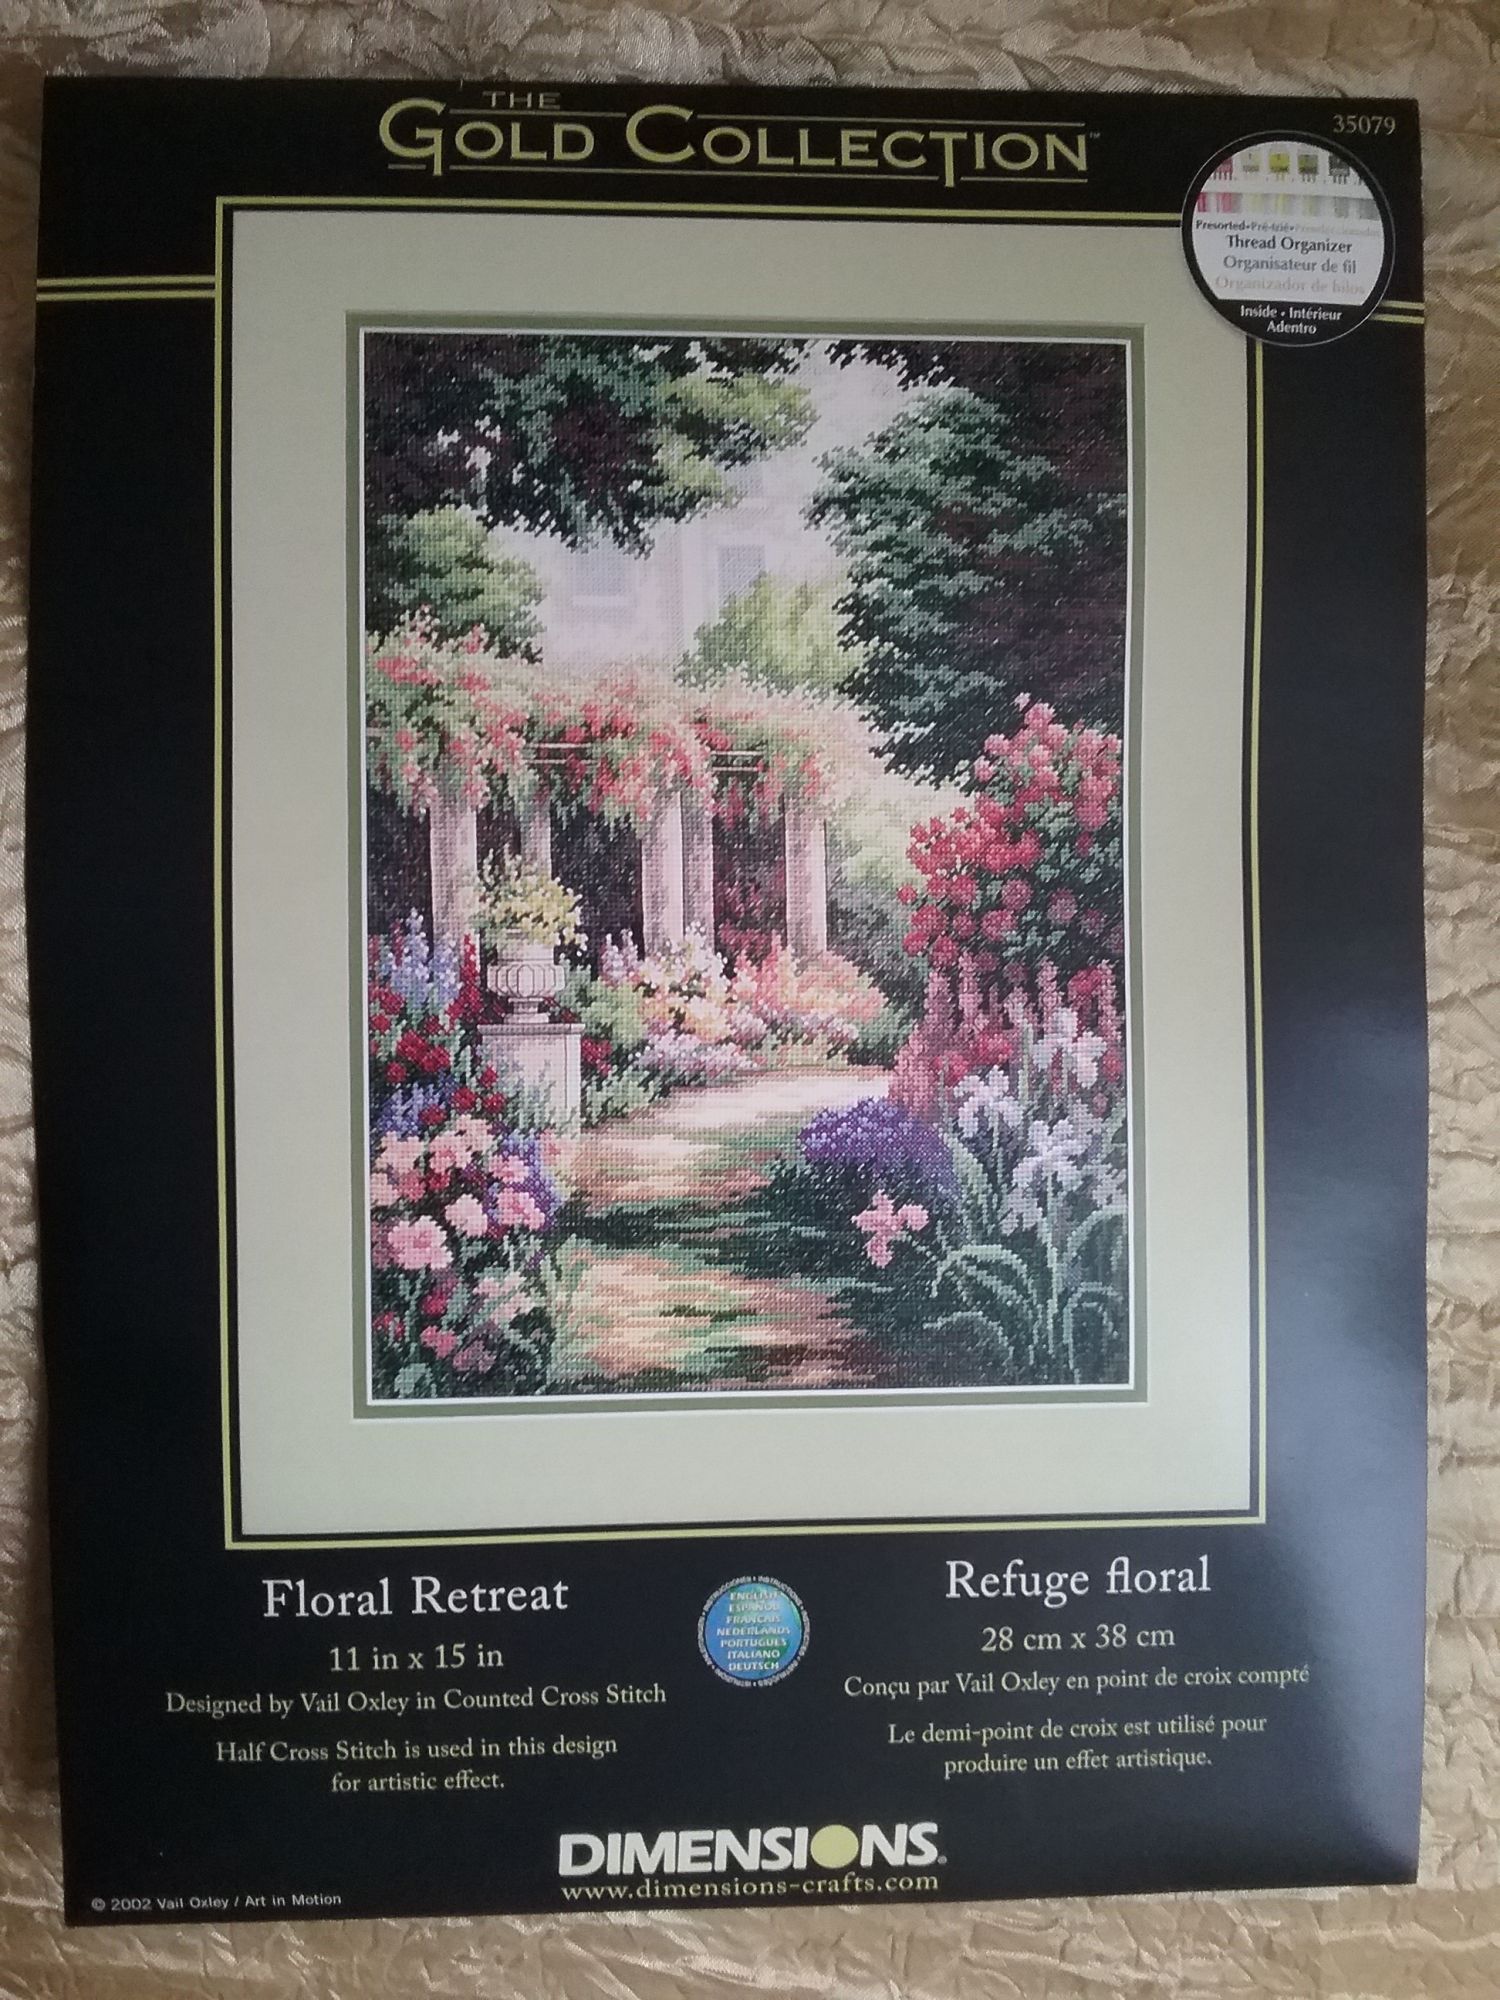 THE
GOLD COLLECTION™
35079
Presorted•Pré-trié•
Thread Organizer
Organisateur de fil
Organizador de hilos
Inside • Intérieur
Adentro
Floral Retreat
11 in x 15 in
Designed by Vail Oxley in Counted Cross Stitch
Half Cross Stitch is used in this design
for artistic effect.
ENGLISH
ESPAÑOL
FRANÇAIS
NEDERLANDS
PORTUGUÊS
ITALIANO
DEUTSCH
Refuge floral
28 cm x 38 cm
Conçu par Vail Oxley en point de croix compté
Le demi-point de croix est utilisé pour
produire un effet artistique.
DIMENSIONS®
www.dimensions-crafts.com
© 2002 Vail Oxley / Art in Motion